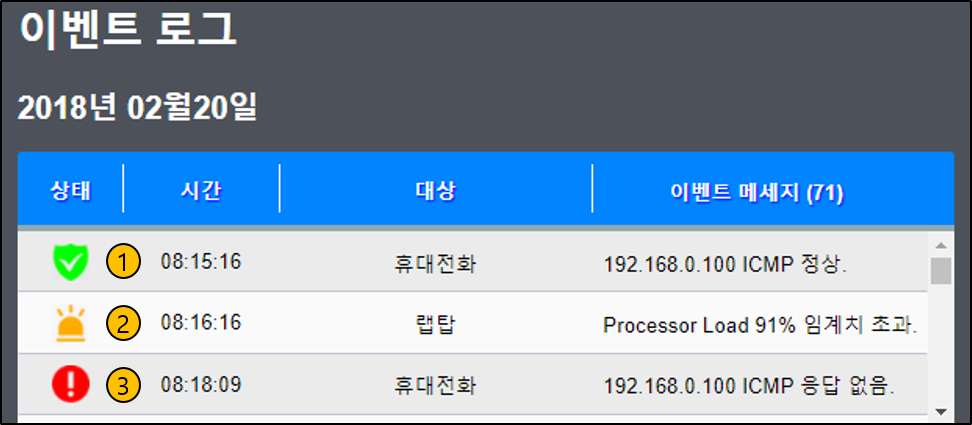 이벤트 로그
2018년 02월20일
상태 시간 대상 이벤트 메세지 (71)
1 08:15:16 휴대전화 192.168.0.100 ICMP 정상.
2 08:16:16 랩탑 Processor Load 91% 임계치 초과.
3 08:18:09 휴대전화 192.168.0.100 ICMP 응답 없음.